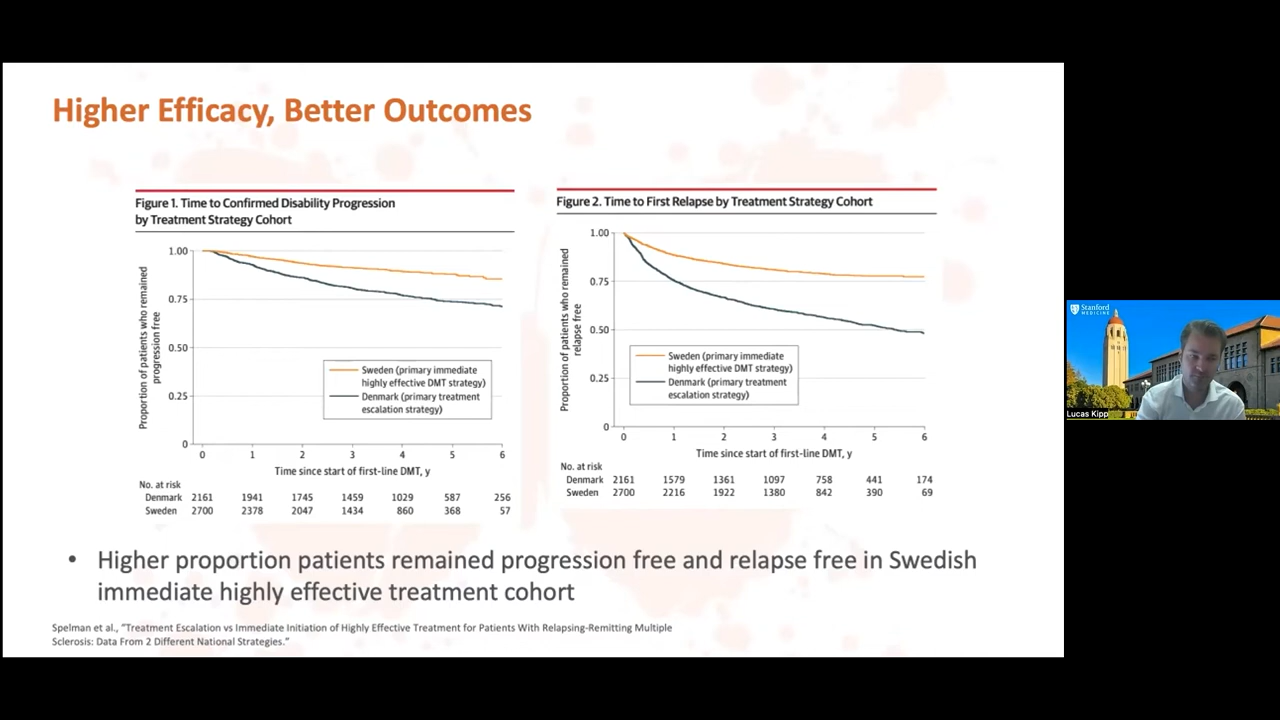 Higher Efficacy, Better Outcomes
Figure 1. Time to Confirmed Disability Progression
by Treatment Strategy Cohort
Proportion of patients who remained
progression free
1.00
0.75
0.50
0.25
0
Sweden (primary immediate
highly effective DMT strategy)
Denmark (primary treatment
escalation strategy)
0 1 2 3 4 5 6
Time since start of first-line DMT, y
No. at risk
Denmark 2161 1941 1745 1459 1029 587 256
Sweden 2700 2378 2047 1434 860 368 57
Figure 2. Time to First Relapse by Treatment Strategy Cohort
Proportion of patients who remained
relapse free
1.00
0.75
0.50
0.25
0
Sweden (primary immediate
highly effective DMT strategy)
Denmark (primary treatment
escalation strategy)
0 1 2 3 4 5 6
Time since start of first-line DMT, y
No. at risk
Denmark 2161 1579 1361 1097 758 441 174
Sweden 2700 2216 1922 1380 842 390 69
• Higher proportion patients remained progression free and relapse free in Swedish
immediate highly effective treatment cohort
Spelman et al., “Treatment Escalation vs Immediate Initiation of Highly Effective Treatment for Patients With Relapsing-Remitting Multiple
Sclerosis: Data From 2 Different National Strategies.”
Stanford
MEDICINE
Lucas Kipp